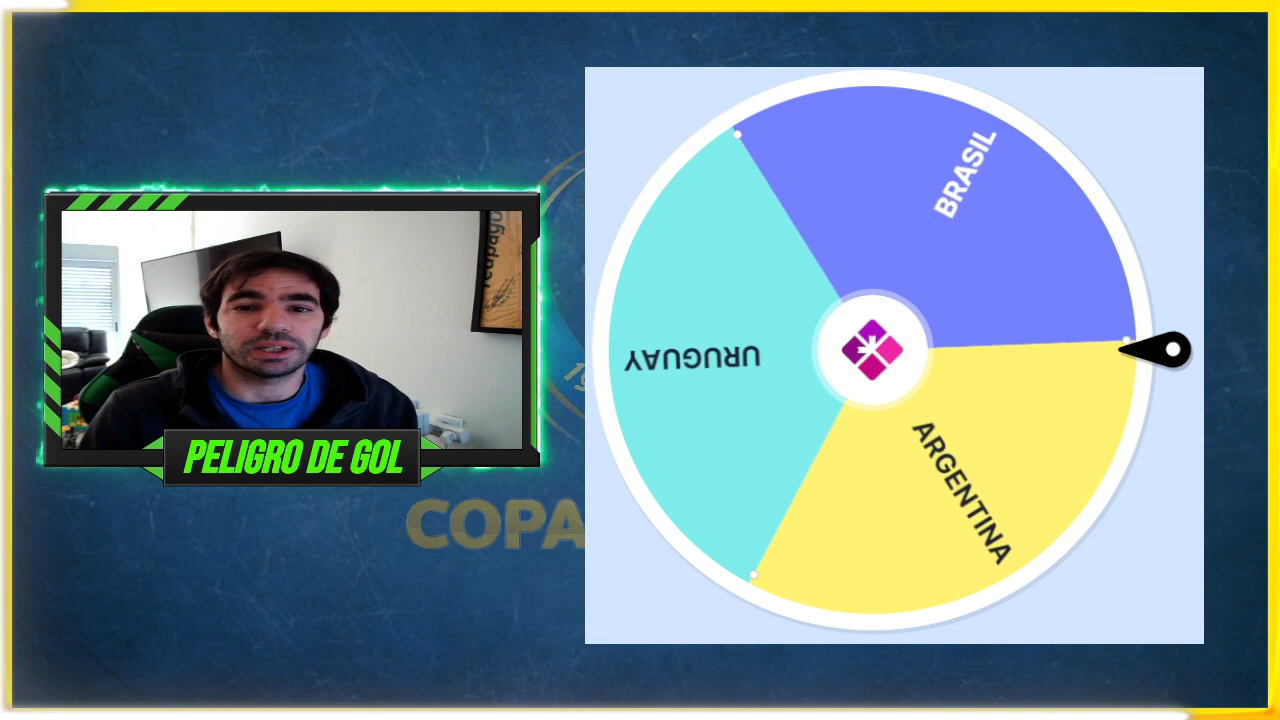 PELIGRO DE GOL
COPA
BRASIL
URUGUAY
ARGENTINA